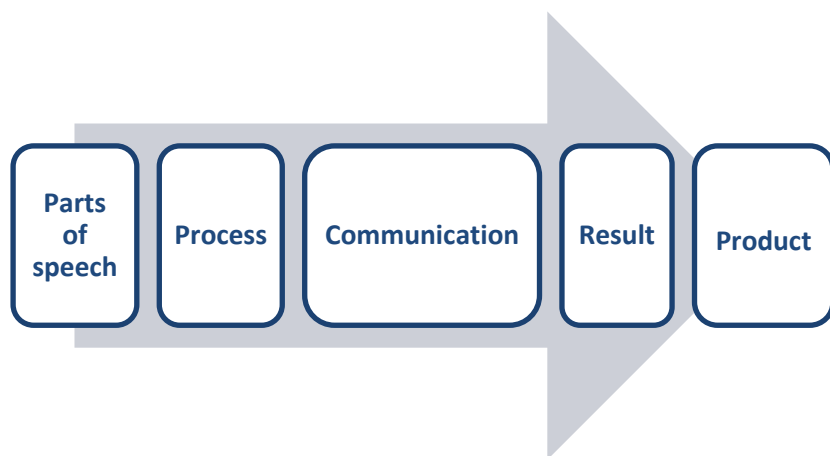 Parts
of
speech
Process
Communication
Result
Product